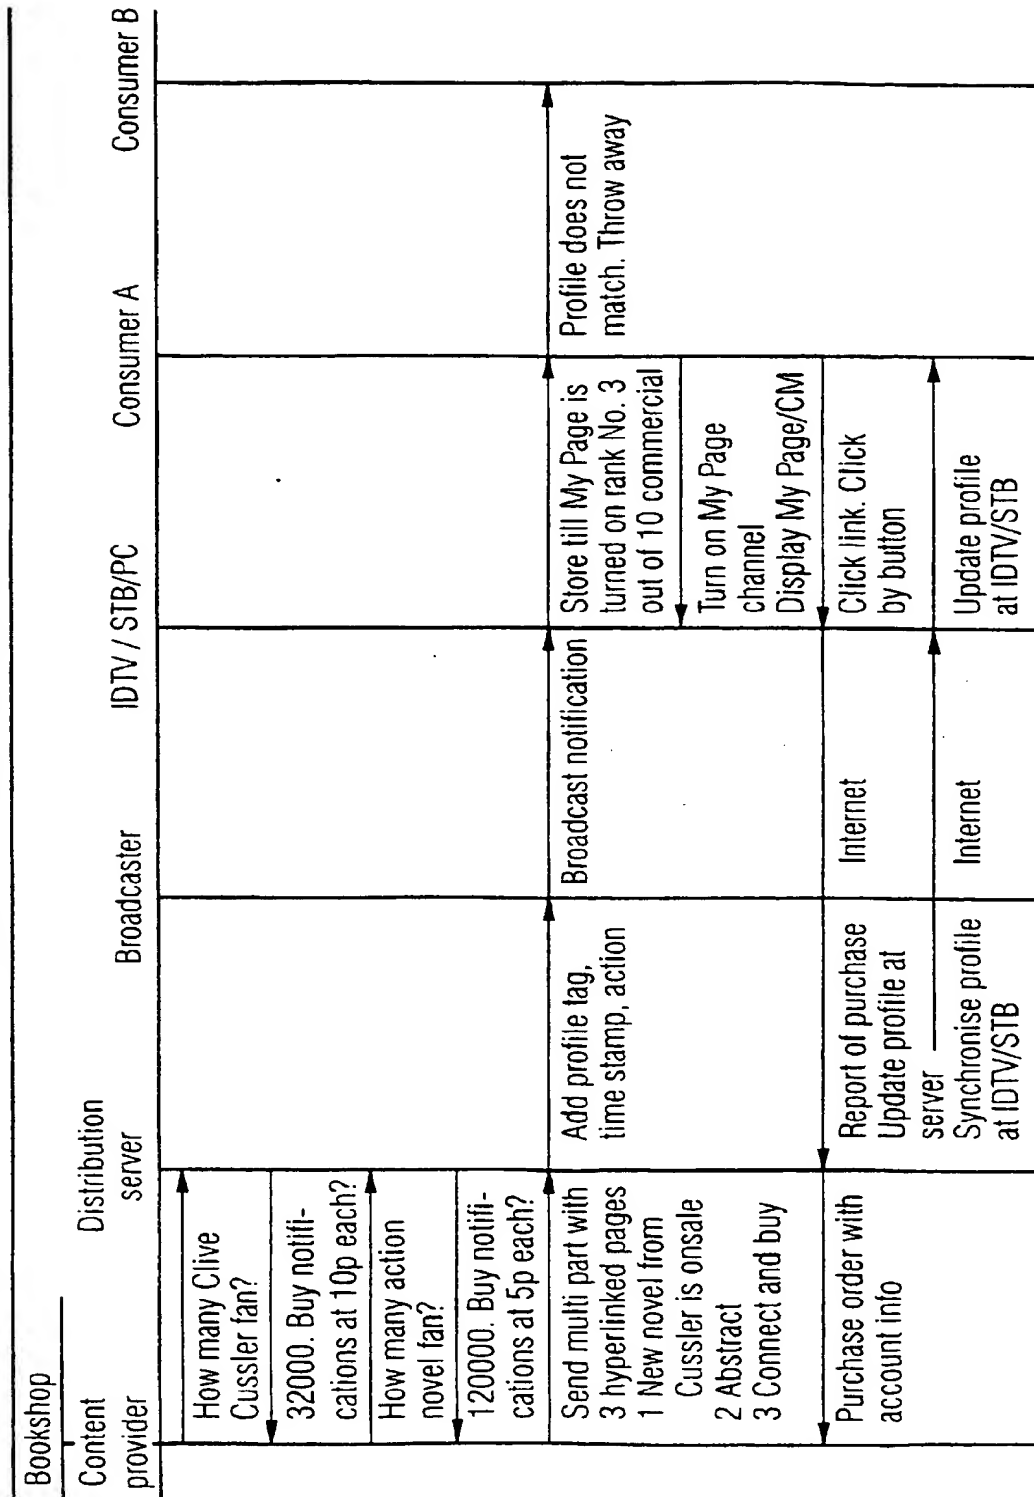 Bookshop
Content
provider
Distribution
server
Broadcaster
IDTV / STB/PC
Consumer A
Consumer B
How many Clive
Cussler fan?
32000. Buy notifi-
cations at 10p each?
How many action
novel fan?
120000. Buy notifi-
cations at 5p each?
Send multi part with
3 hyperlinked pages
1 New novel from
Cussler is onsale
2 Abstract
3 Connect and buy
Add profile tag,
time stamp, action
Broadcast notification
Store till My Page is
turned on rank No. 3
out of 10 commercial
Profile does not
match. Throw away
Turn on My Page
channel
Display My Page/CM
Purchase order with
account info
Report of purchase
Update profile at
server
Synchronise profile
at IDTV/STB
Internet
Internet
Click link. Click
by button
Update profile
at IDTV/STB